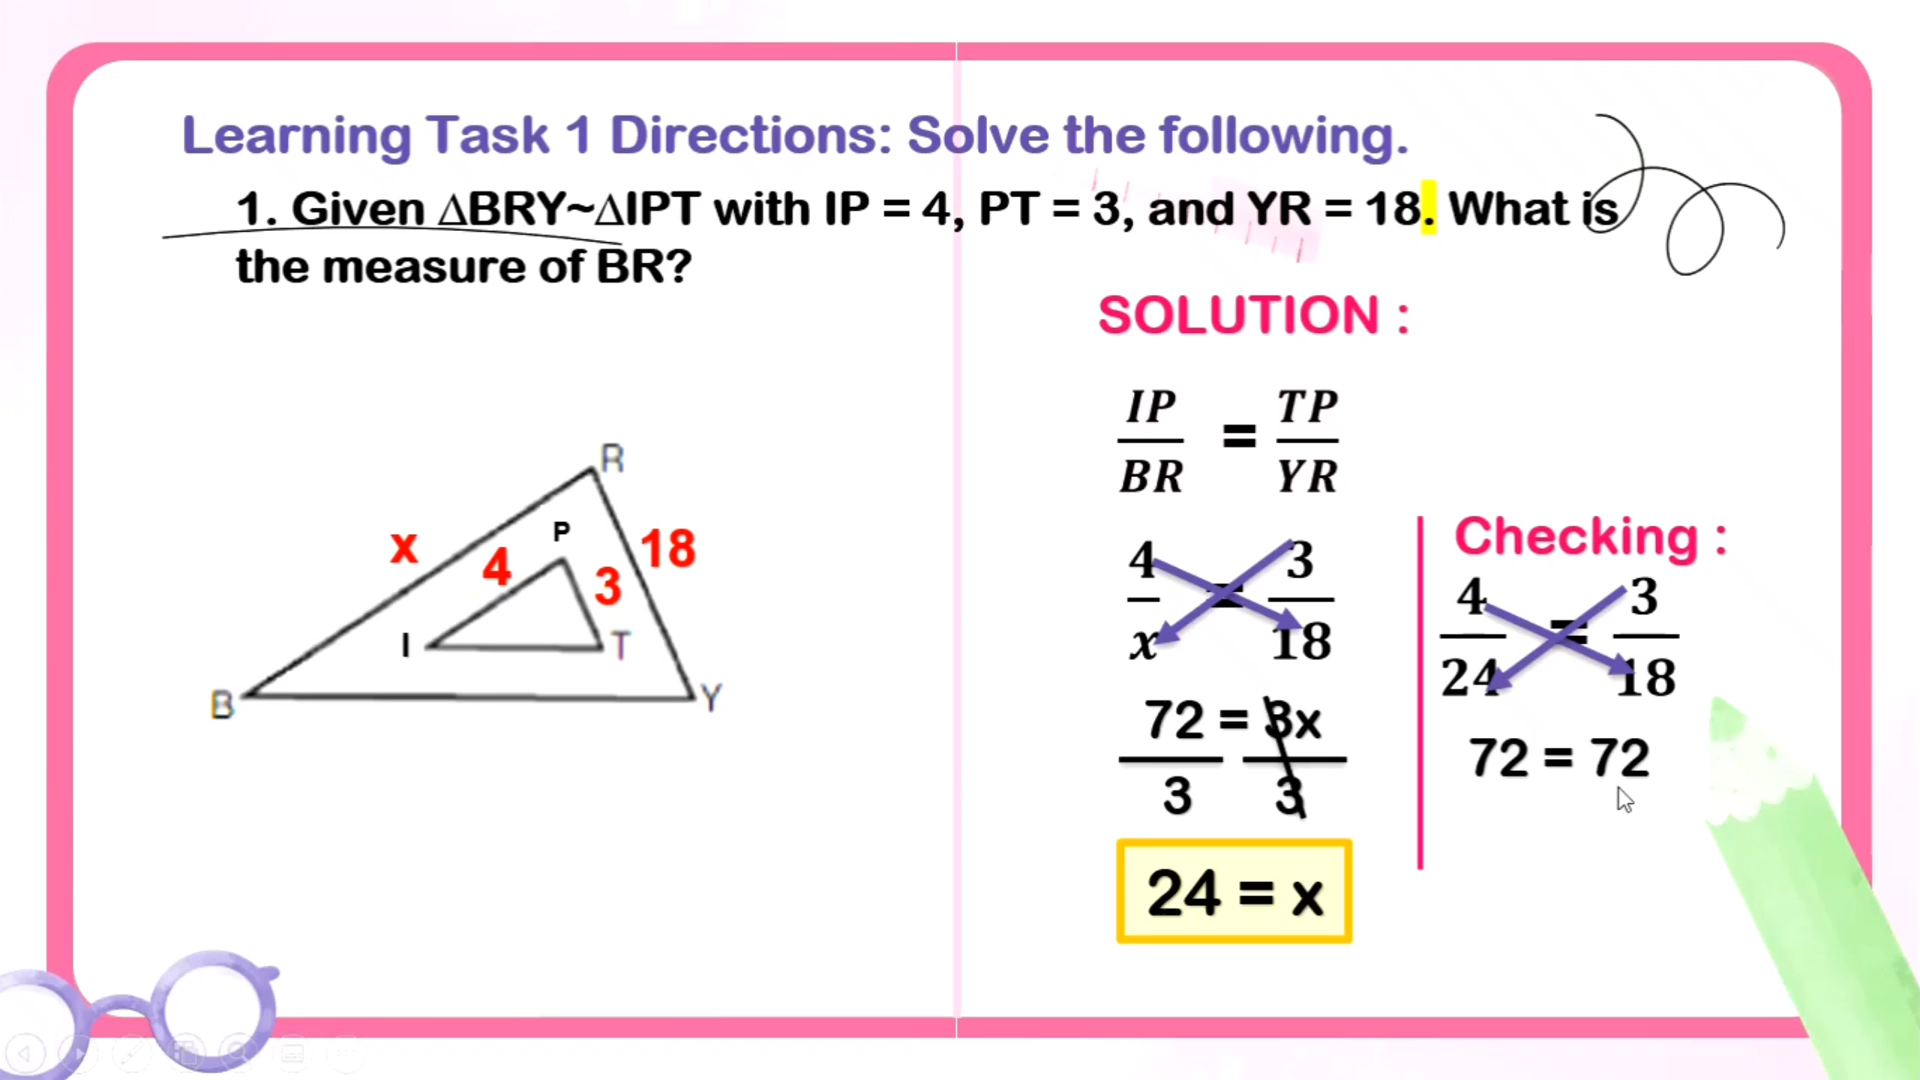 Learning Task 1 Directions: Solve the following.
1. Given ∆BRY~∆IPT with IP = 4, PT = 3, and YR = 18. What is
the measure of BR?
SOLUTION :
IP/BR = TP/YR
R
P
x
4
3
18
I
T
B
Y
4/x = 3/18
72 = 3x
3 3
24 = x
Checking :
4/24 = 3/18
72 = 72